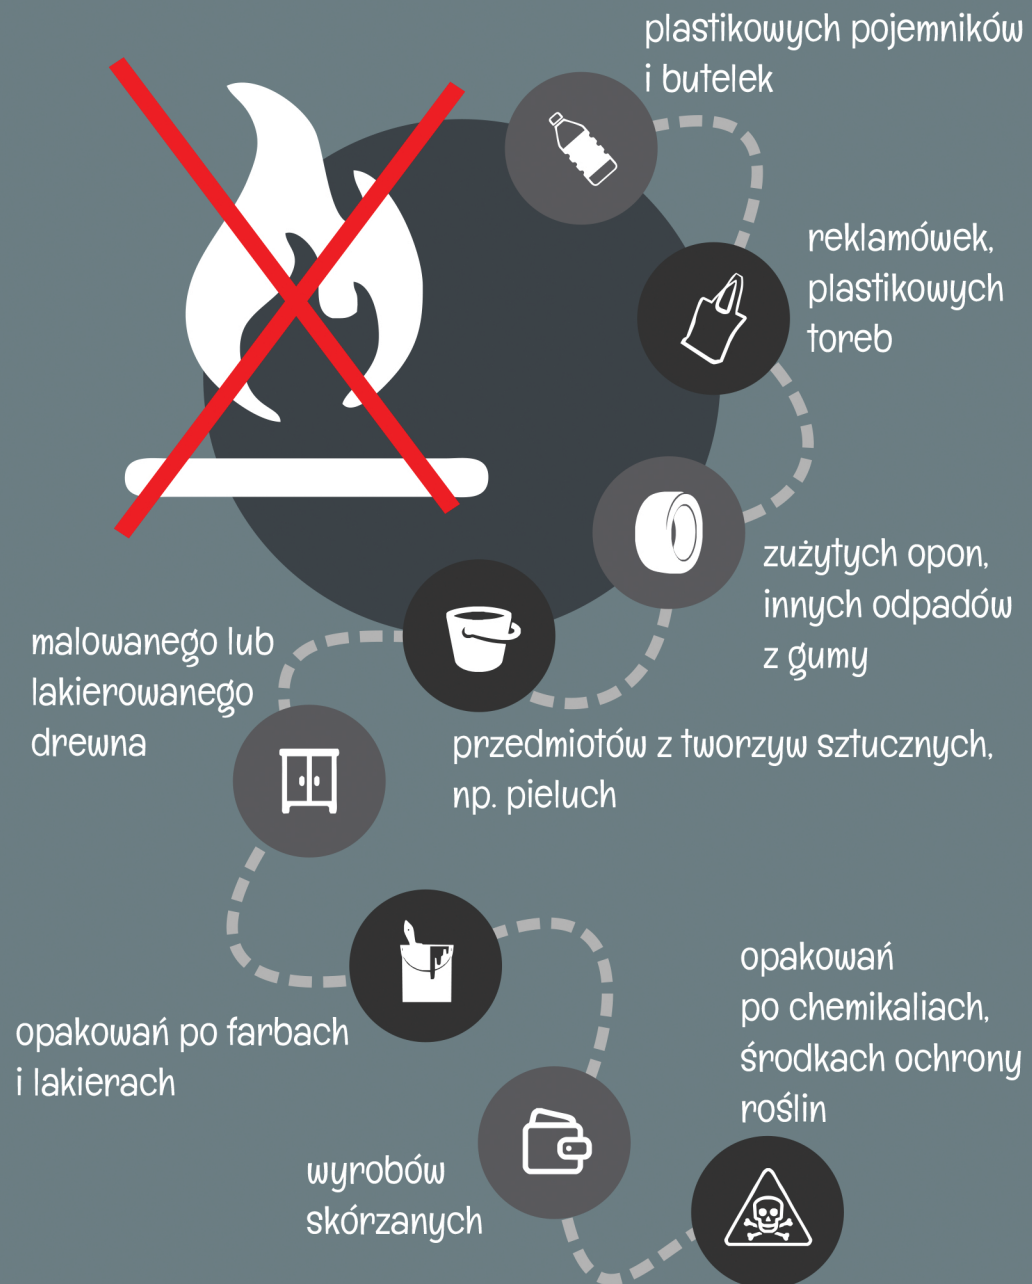 plastikowych pojemników
i butelek
reklamówek,
plastikowych
toreb
zużytych opon,
innych odpadów
z gumy
przedmiotów z tworzyw sztucznych,
np. pieluch
malowanego lub
lakierowanego
drewna
opakowań po farbach
i lakierach
wyrobów
skórzanych
opakowań
po chemikaliach,
środkach ochrony
roślin